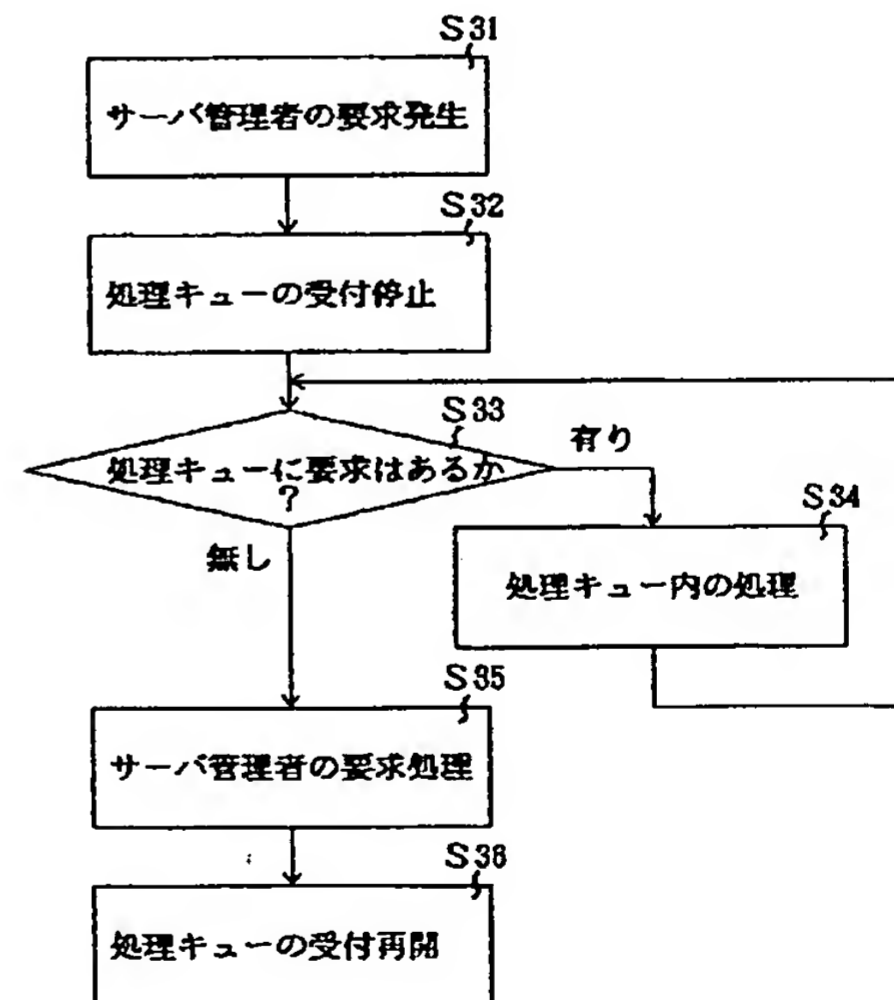 S31
サーバ管理者の要求発生
S32
処理キューの受付停止
S33
処理キューに要求はあるか
?
有り
無し
S34
処理キュー内の処理
S35
サーバ管理者の要求処理
S36
処理キューの受付再開